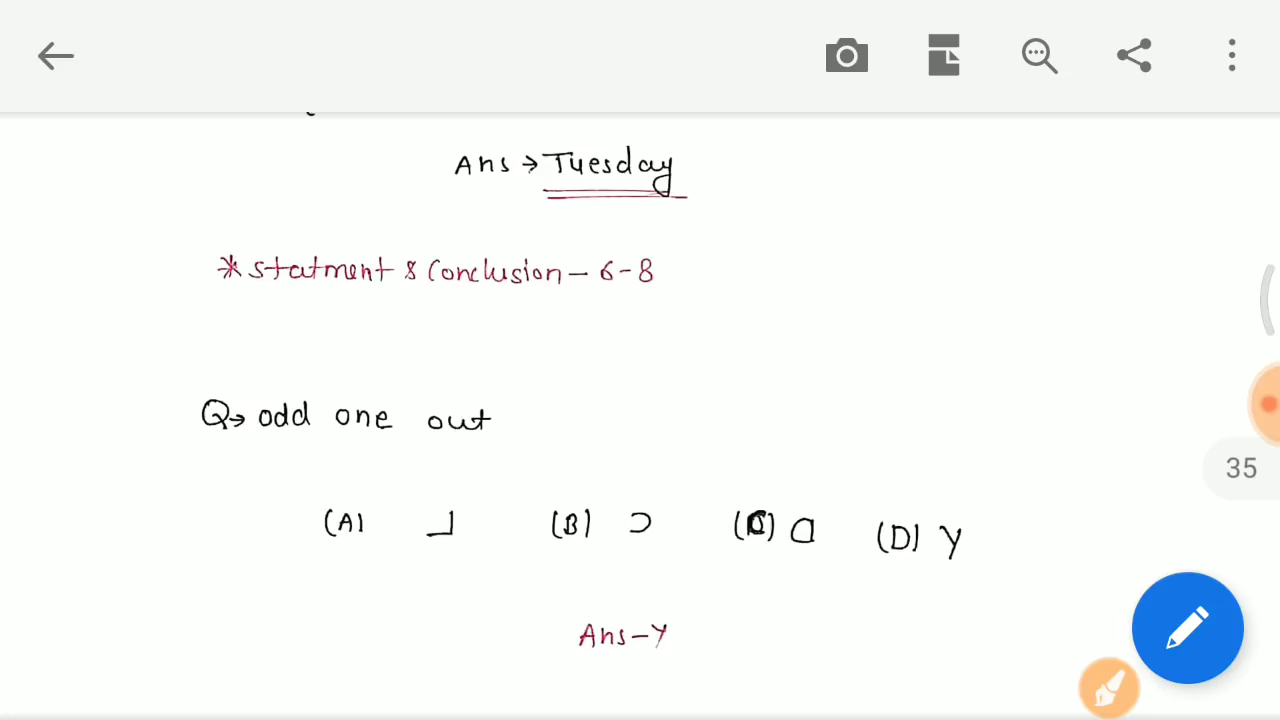 Ans → Tuesday
* statment & Conclusion - 6-8
Q→ odd one out
(A) ⅃ (B) Ɔ (C) D (D) Y
Ans-Y
35